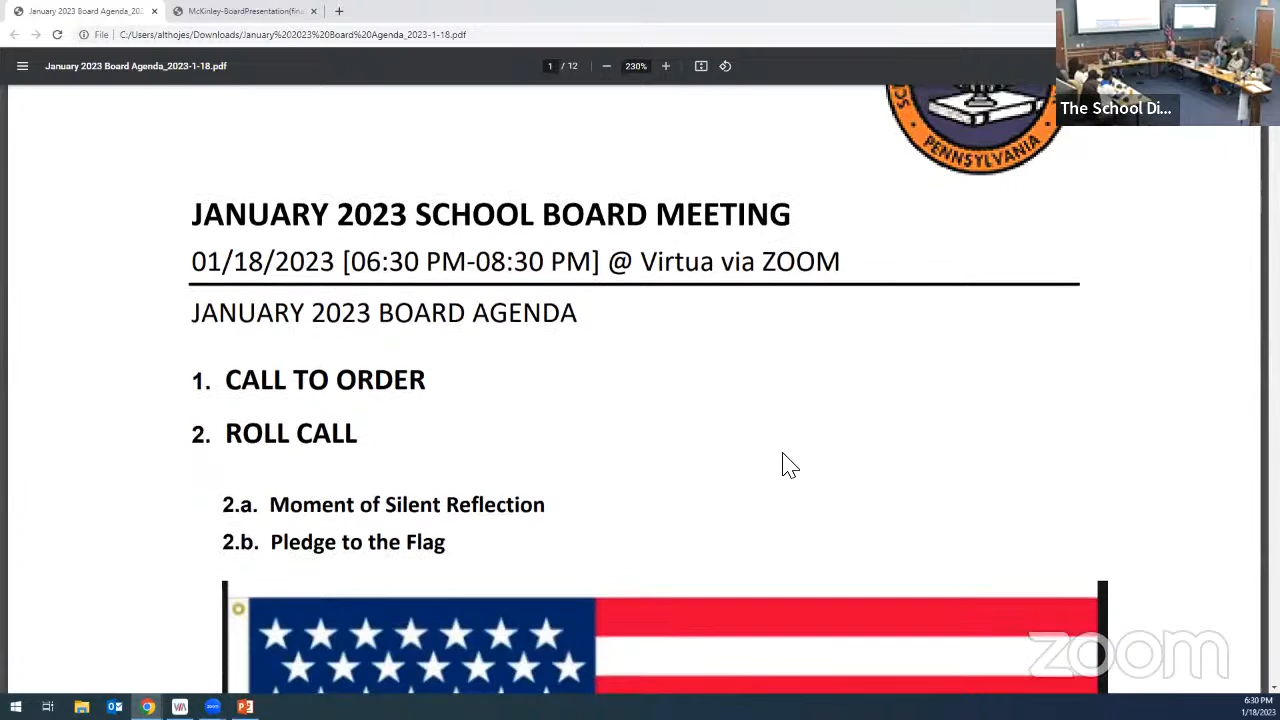 January 2023 Board Agenda_202
McKinley-BoardPresentation(fina
File
C:/Users/althojes/Downloads/January%202023%20Board%20Agenda_2023-1-18.pdf
January 2023 Board Agenda_2023-1-18.pdf
1 / 12
230%
The School Di...
PENNSYLVANIA
JANUARY 2023 SCHOOL BOARD MEETING
01/18/2023 [06:30 PM-08:30 PM] @ Virtua via ZOOM
JANUARY 2023 BOARD AGENDA
1. CALL TO ORDER
2. ROLL CALL
2.a. Moment of Silent Reflection
2.b. Pledge to the Flag
zoom
6:30 PM
1/18/2023